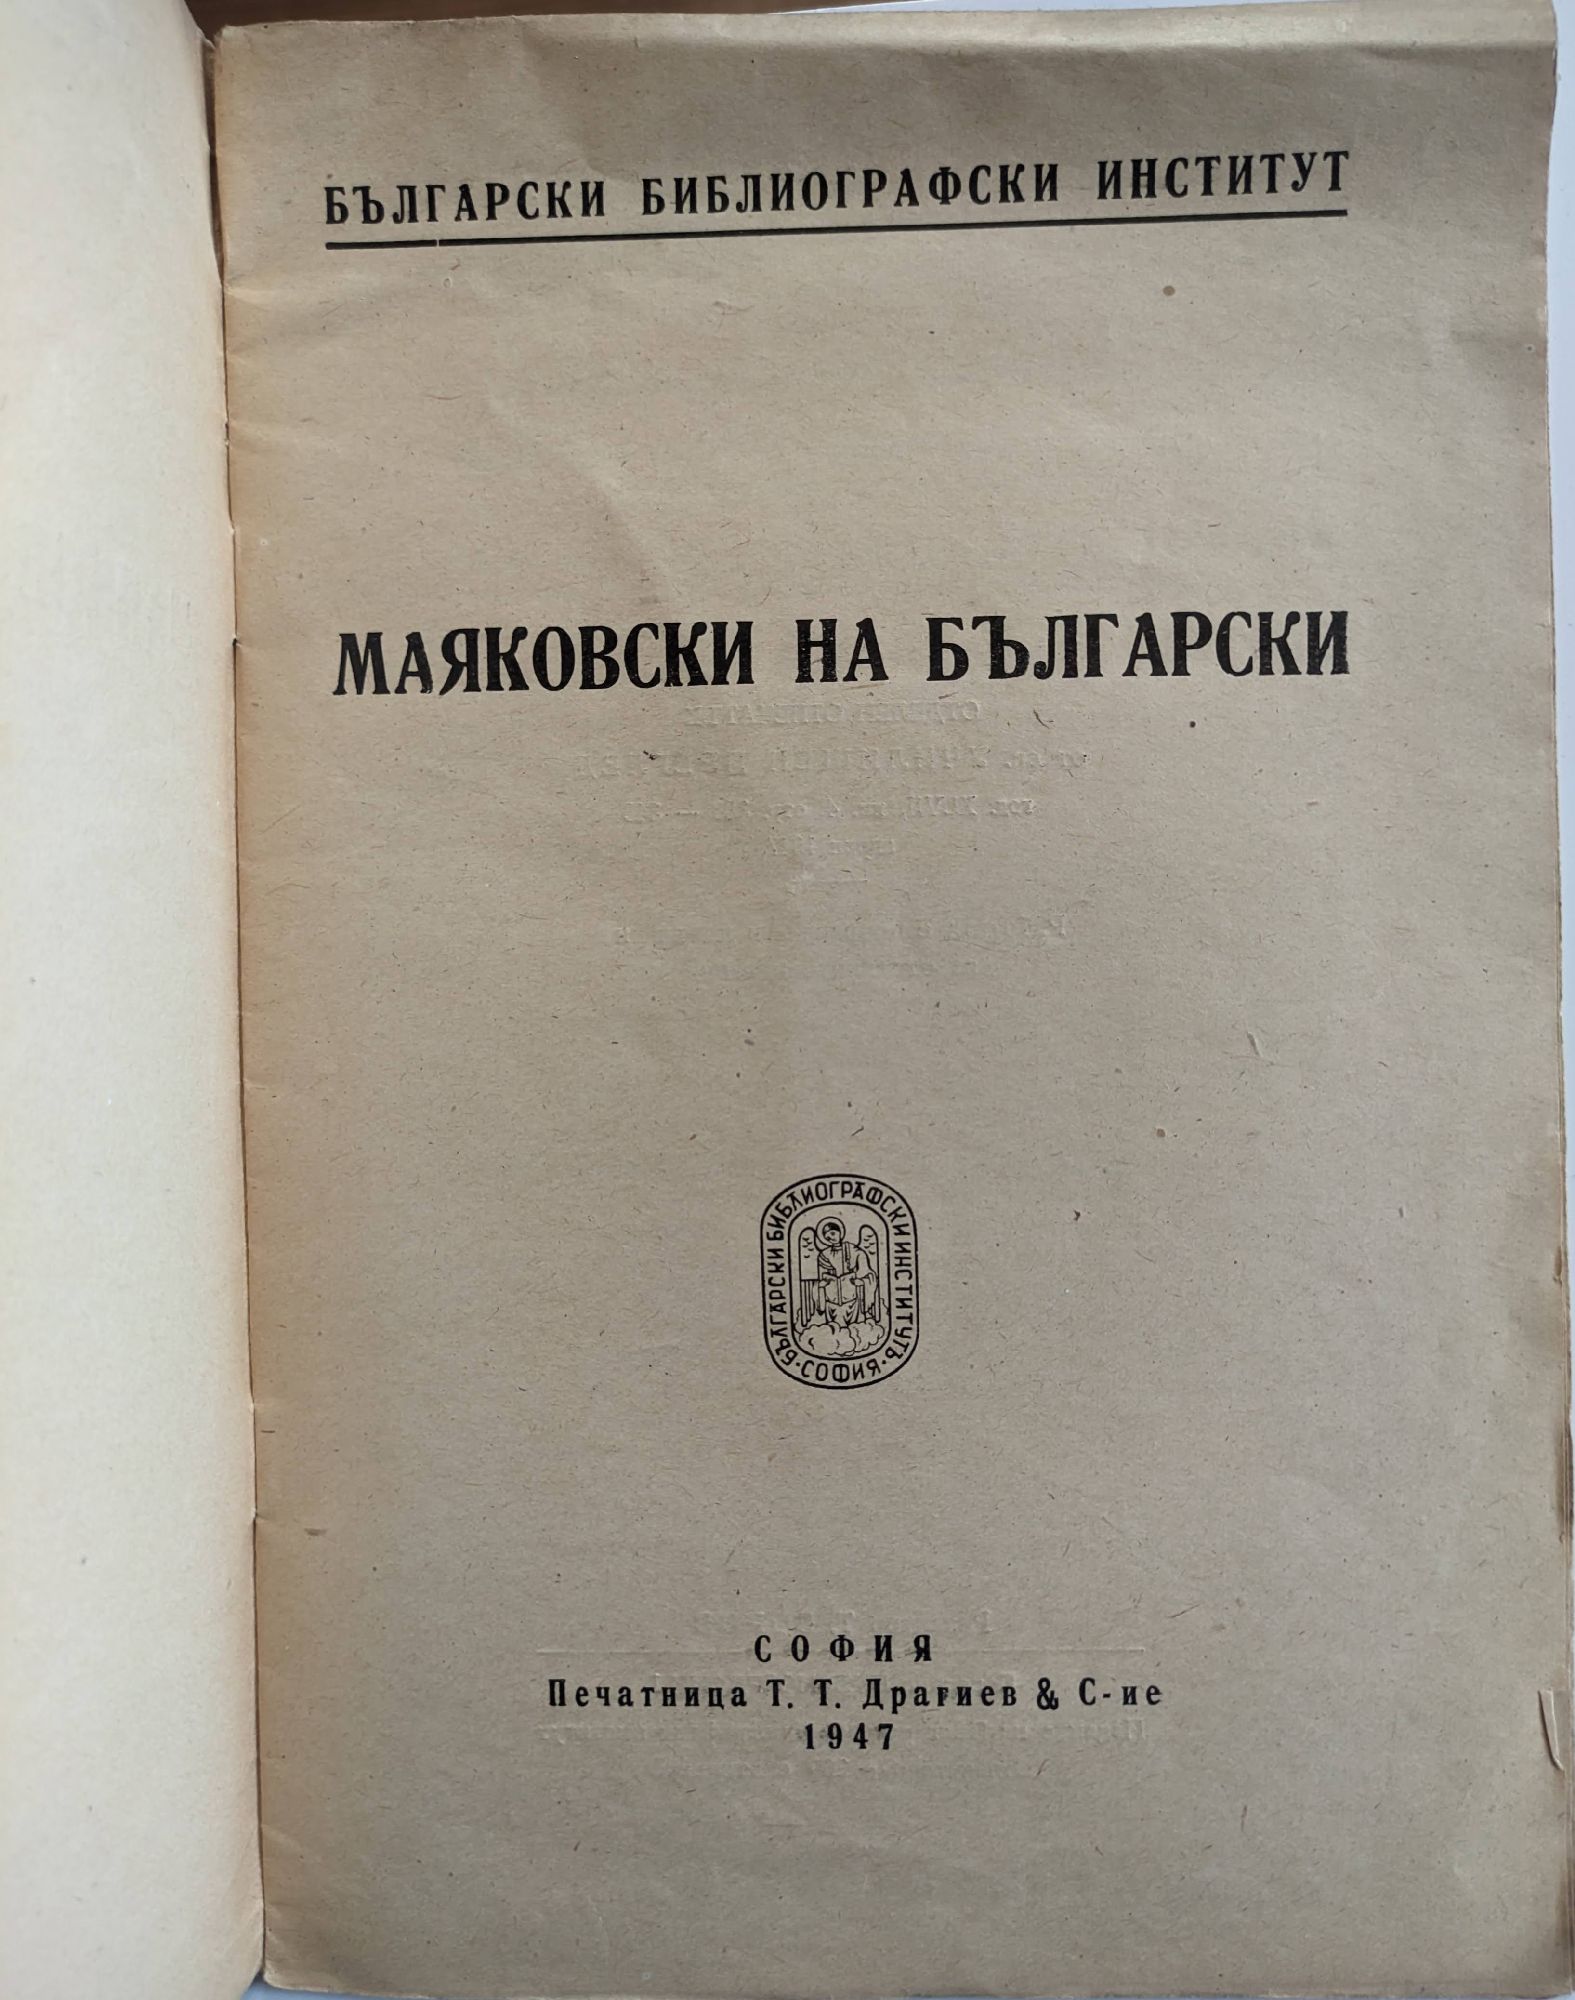 БЪЛГАРСКИ БИБЛИОГРАФСКИ ИНСТИТУТ
МАЯКОВСКИ НА БЪЛГАРСКИ
БЪЛГАРСКИ БИБЛИОГРАФСКИ ИНСТИТУТЪ
• СОФИЯ •
СОФИЯ
Печатница Т. Т. Драгиев & С-ие
1947